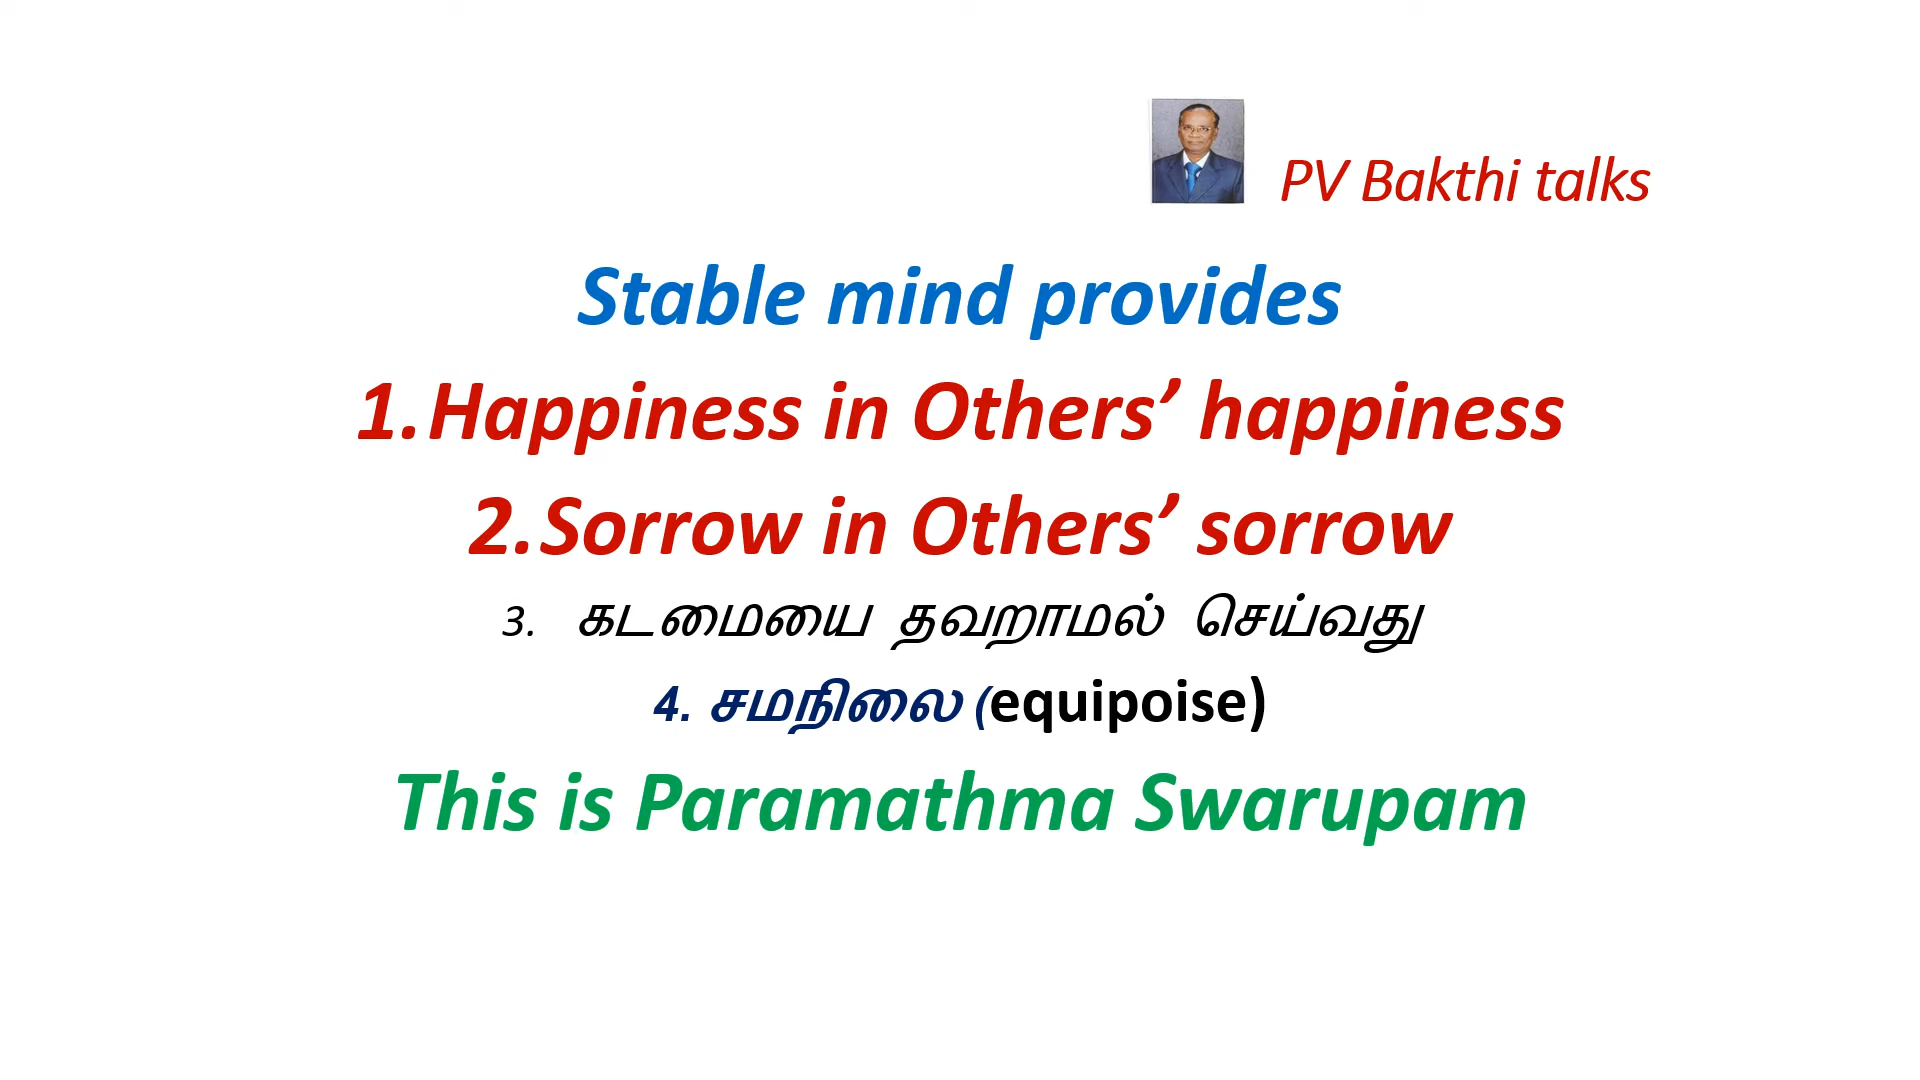 PV Bakthi talks
Stable mind provides
1. Happiness in Others’ happiness
2. Sorrow in Others’ sorrow
3. கடமையை தவறாமல் செய்வது
4. சமநிலை (equipoise)
This is Paramathma Swarupam